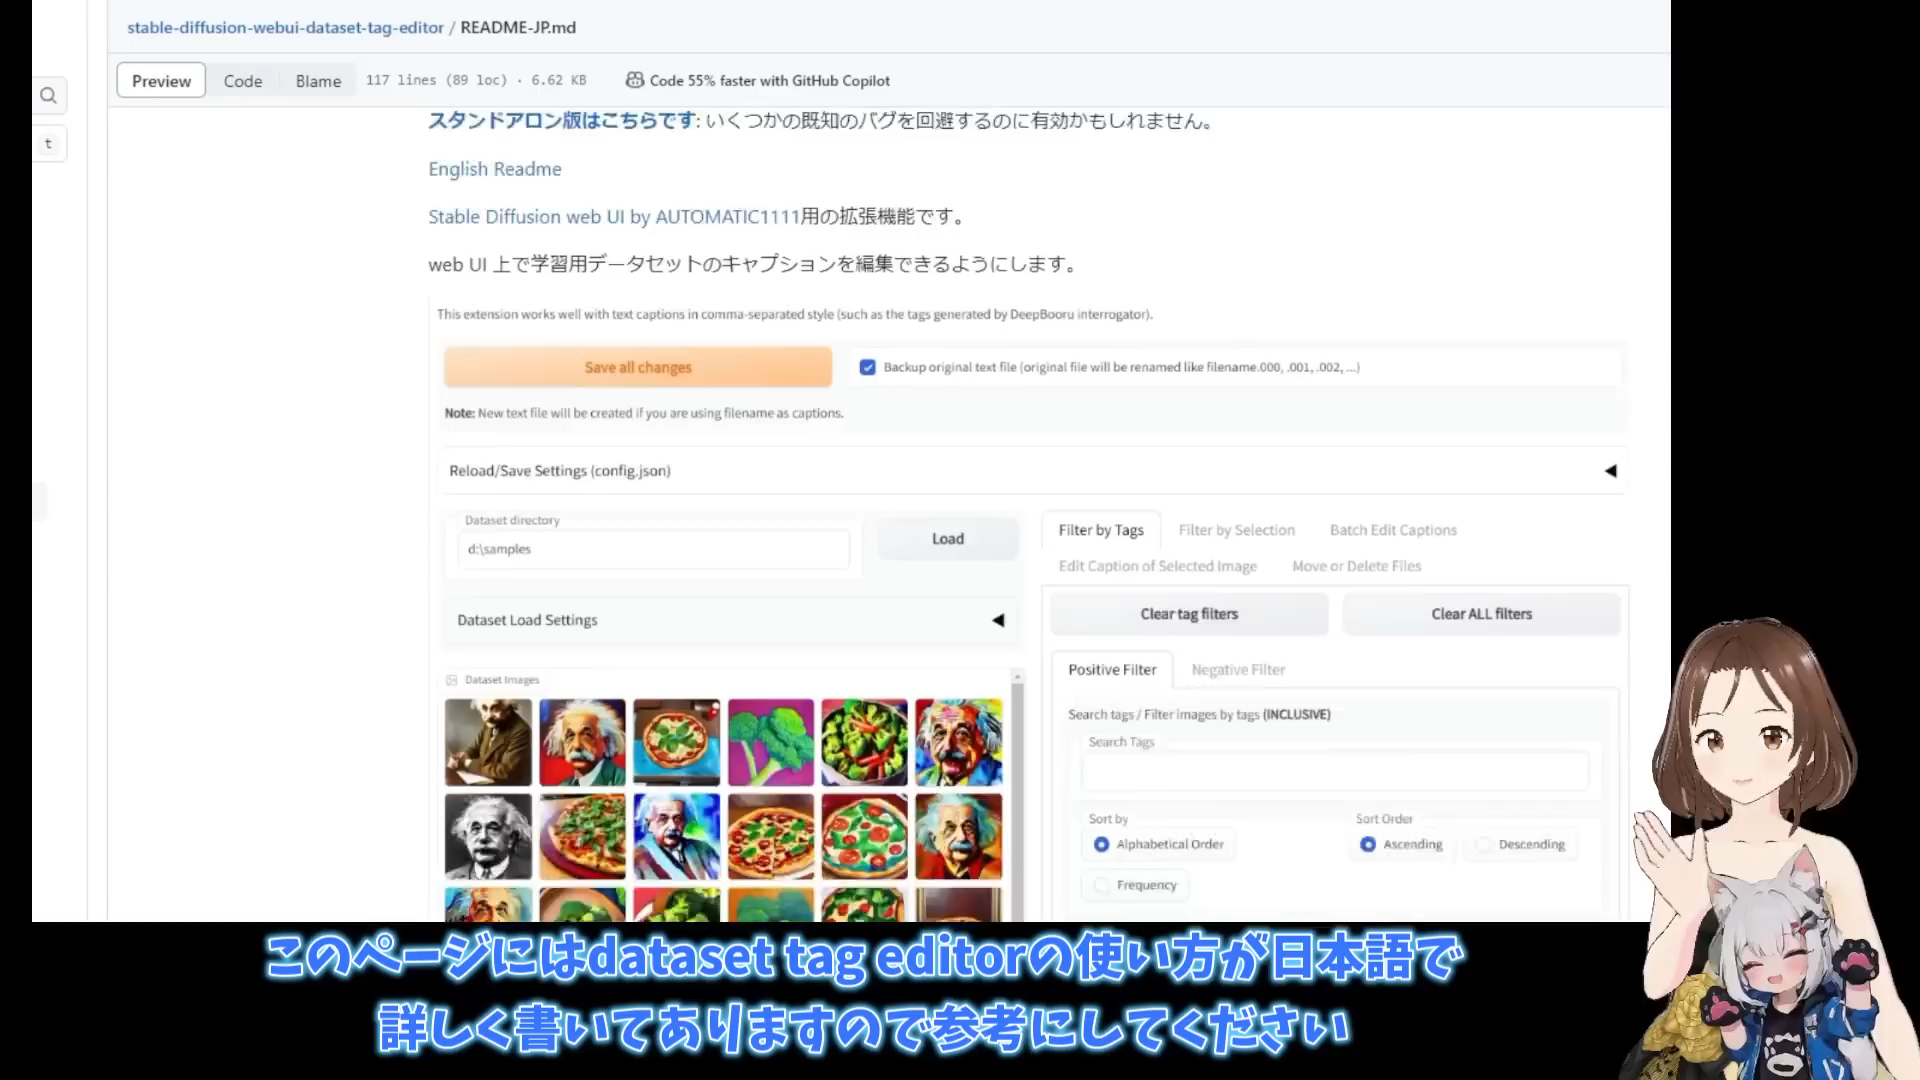 stable-diffusion-webui-dataset-tag-editor / README-JP.md
Preview Code Blame 117 lines (89 loc) · 6.62 KB Code 55% faster with GitHub Copilot
t
スタンドアロン版はこちらです: いくつかの既知のバグを回避するのに有効かもしれません。
English Readme
Stable Diffusion web UI by AUTOMATIC1111用の拡張機能です。
web UI 上で学習用データセットのキャプションを編集できるようにします。
This extension works well with text captions in comma-separated style (such as the tags generated by DeepBooru interrogator).
Save all changes
Backup original text file (original file will be renamed like filename.000, .001, .002, ...)
Note: New text file will be created if you are using filename as captions.
Reload/Save Settings (config.json)
Dataset directory
d:\samples
Load
Dataset Load Settings
Dataset Images
Filter by Tags Filter by Selection Batch Edit Captions
Edit Caption of Selected Image Move or Delete Files
Clear tag filters Clear ALL filters
Positive Filter Negative Filter
Search tags / Filter images by tags (INCLUSIVE)
Search Tags
Sort by Sort Order
Alphabetical Order Ascending Descending
Frequency
このページにはdataset tag editorの使い方が日本語で
詳しく書いてありますので参考にしてください